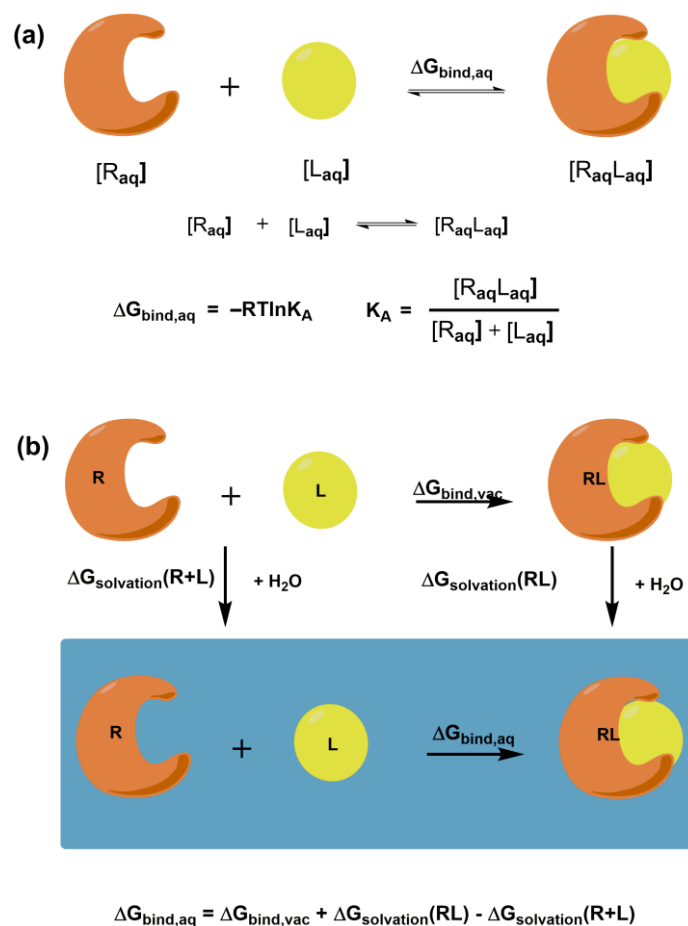 (a)
+ ΔGbind,aq
[Raq] [Laq] [RaqLaq]
[Raq] + [Laq] [RaqLaq]
ΔGbind,aq = –RTlnKA KA = [RaqLaq]
[Raq] + [Laq]
(b)
R + L ΔGbind,vac RL
ΔGsolvation(R+L) + H2O ΔGsolvation(RL) + H2O
R + L ΔGbind,aq RL
ΔGbind,aq = ΔGbind,vac + ΔGsolvation(RL) - ΔGsolvation(R+L)